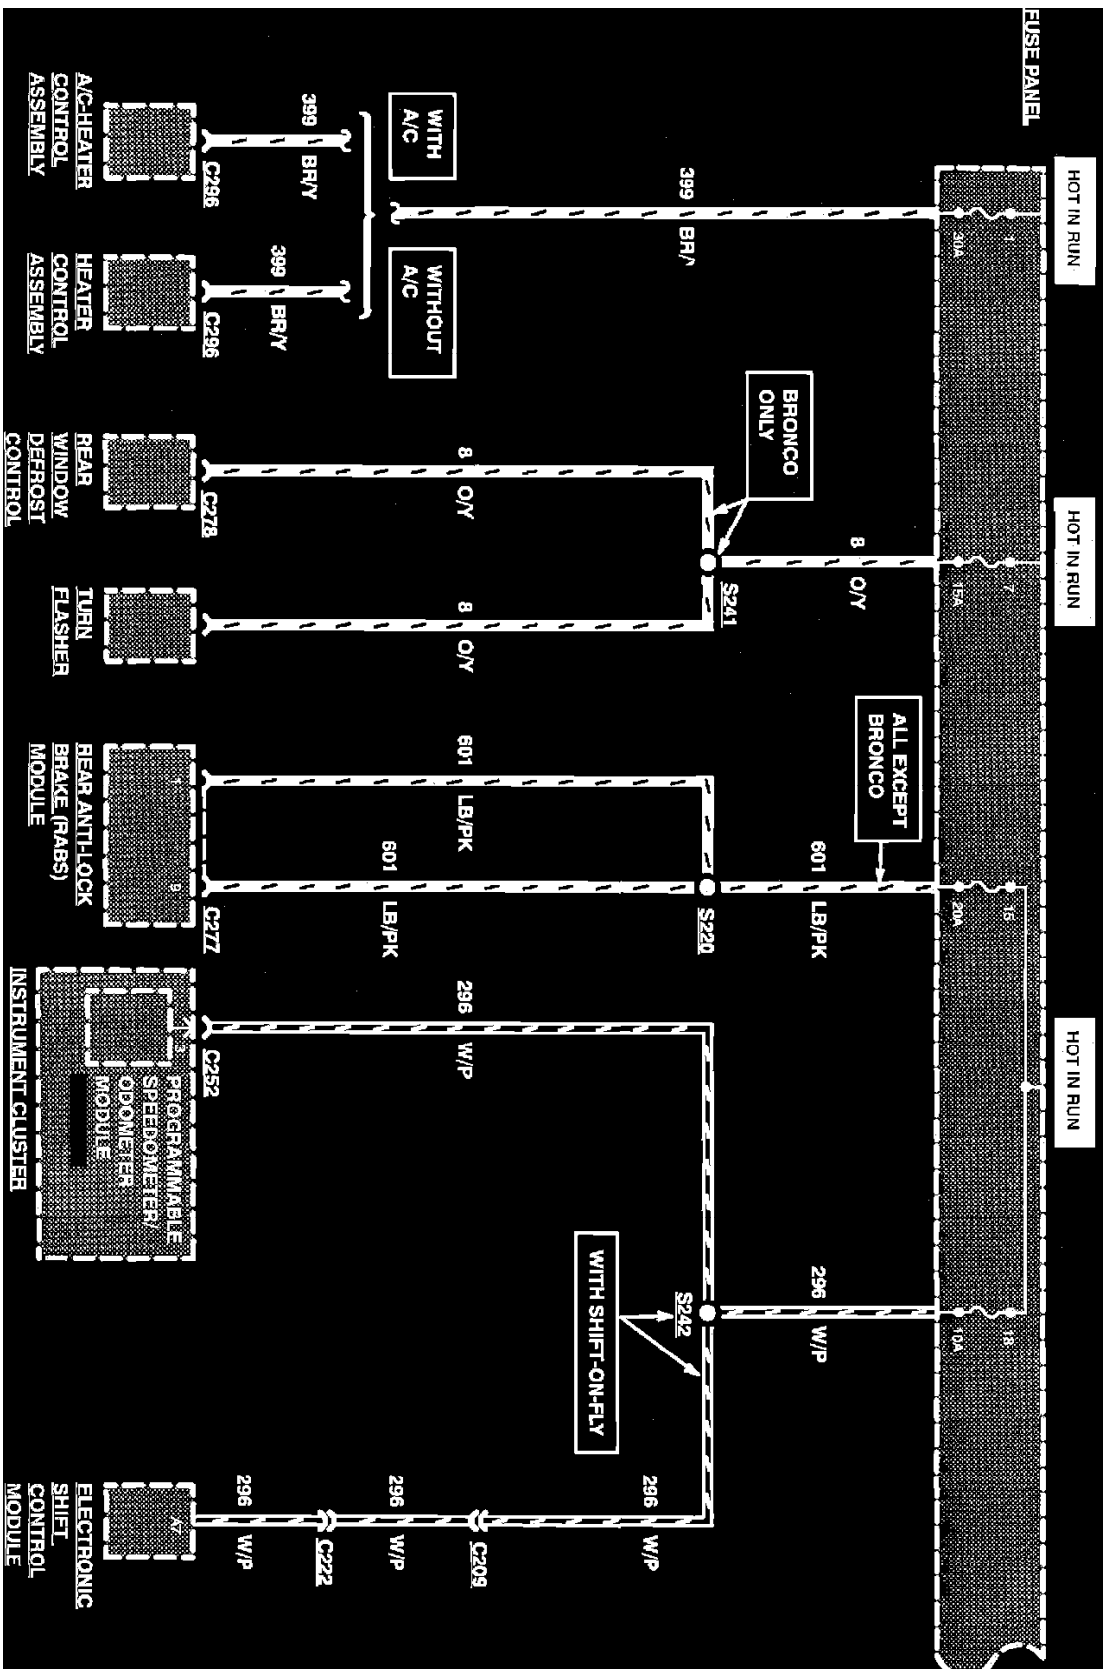 FUSE PANEL
HOT IN RUN
HOT IN RUN
HOT IN RUN
1
30A
7
15A
15
20A
18
10A
399
BR/Y
8
O/Y
ALL EXCEPT
BRONCO
601
LB/PK
296
W/P
BRONCO
ONLY
S241
S220
S242
WITH SHIFT-ON-FLY
WITH
A/C
WITHOUT
A/C
399
BR/Y
399
BR/Y
8
O/Y
8
O/Y
601
LB/PK
601
LB/PK
296
W/P
296
W/P
C209
296
W/P
C222
296
W/P
C296
C296
C278
C277
1
9
C252
3
A7
A/C-HEATER
CONTROL
ASSEMBLY
HEATER
CONTROL
ASSEMBLY
REAR
WINDOW
DEFROST
CONTROL
TURN
FLASHER
REAR ANTI-LOCK
BRAKE (RABS)
MODULE
PROGRAMMABLE
SPEEDOMETER/
ODOMETER
MODULE
INSTRUMENT CLUSTER
ELECTRONIC
SHIFT
CONTROL
MODULE